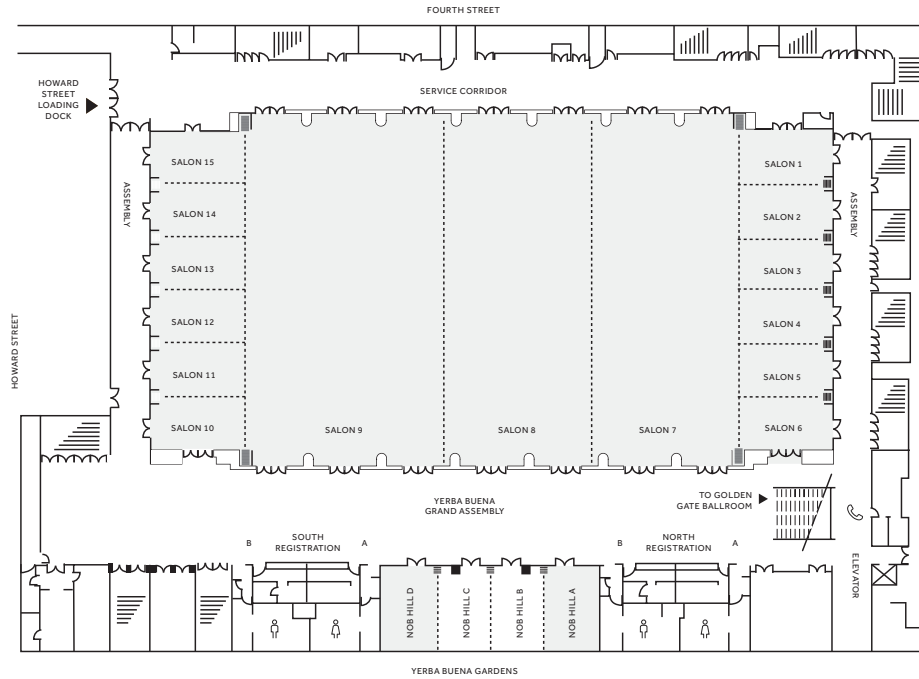 FOURTH STREET
HOWARD
STREET
LOADING
DOCK
SERVICE CORRIDOR
SALON 15
SALON 1
ASSEMBLY
ASSEMBLY
SALON 14
SALON 2
SALON 13
SALON 3
SALON 12
SALON 4
HOWARD STREET
SALON 11
SALON 5
SALON 10
SALON 9
SALON 8
SALON 7
SALON 6
YERBA BUENA
GRAND ASSEMBLY
TO GOLDEN
GATE BALLROOM
B
SOUTH
REGISTRATION
A
B
NORTH
REGISTRATION
A
ELEVATOR
NOB HILL D
NOB HILL C
NOB HILL B
NOB HILL A
YERBA BUENA GARDENS